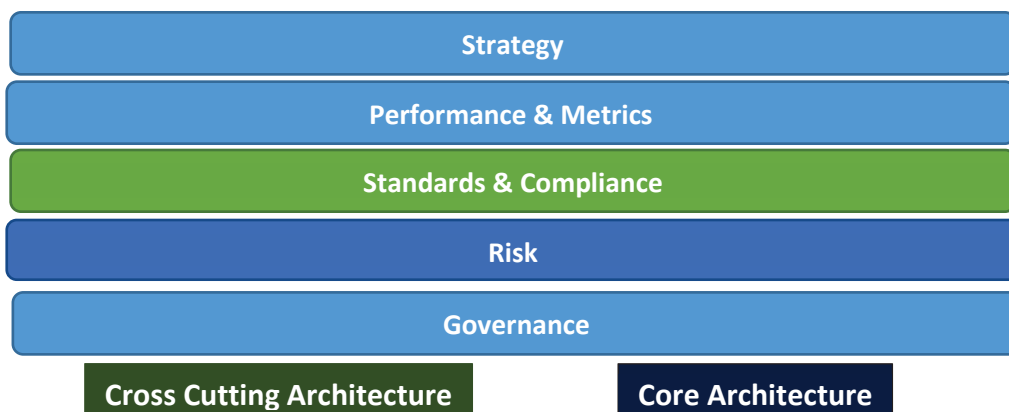 Strategy
Performance & Metrics
Standards & Compliance
Risk
Governance
Cross Cutting Architecture
Core Architecture